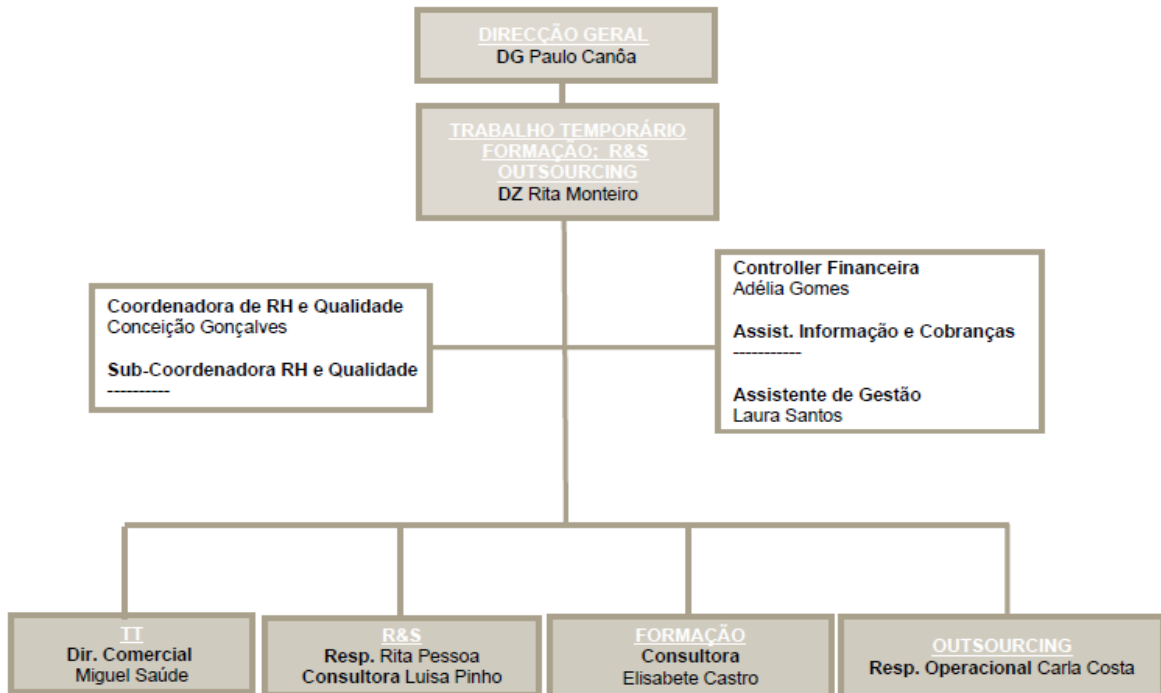 DIRECÇÃO GERAL
DG Paulo Canôa
TRABALHO TEMPORÁRIO
FORMAÇÃO; R&S
OUTSOURCING
DZ Rita Monteiro
Coordenadora de RH e Qualidade
Conceição Gonçalves
Sub-Coordenadora RH e Qualidade
----------
Controller Financeira
Adélia Gomes
Assist. Informação e Cobranças
-----------
Assistente de Gestão
Laura Santos
TT
Dir. Comercial
Miguel Saúde
R&S
Resp. Rita Pessoa
Consultora Luisa Pinho
FORMAÇÃO
Consultora
Elisabete Castro
OUTSOURCING
Resp. Operacional Carla Costa